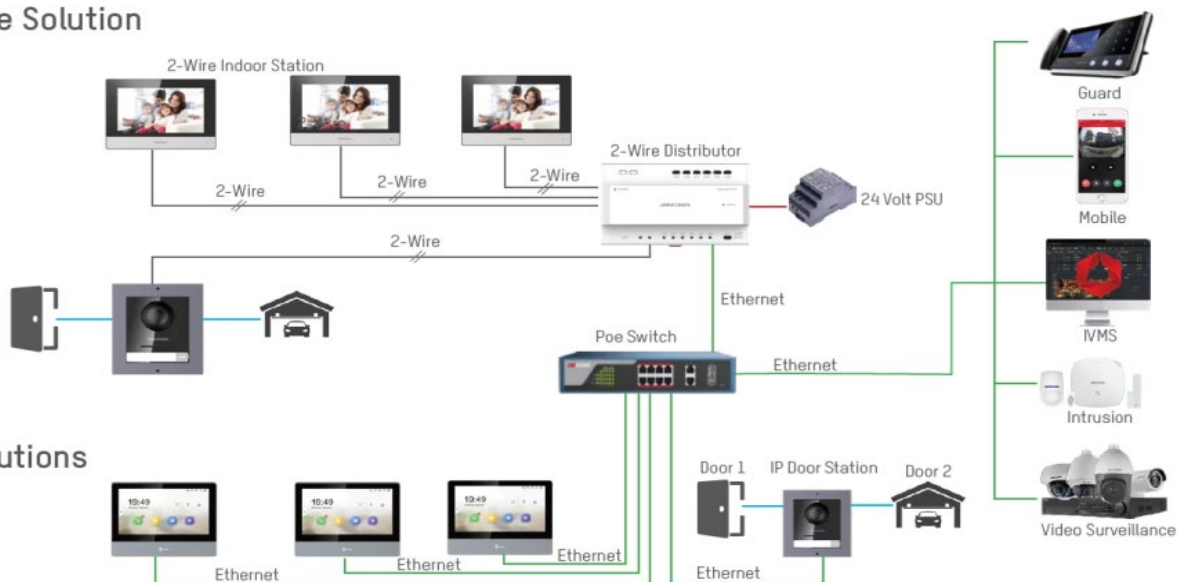 e Solution
2-Wire Indoor Station
Guard
2-Wire Distributor
2-Wire
2-Wire
2-Wire
24 Volt PSU
Mobile
2-Wire
Ethernet
IVMS
Poe Switch
Ethernet
Intrusion
utions
Door 1
IP Door Station
Door 2
19:49
19:49
19:49
Video Surveillance
Ethernet
Ethernet
Ethernet
Ethernet